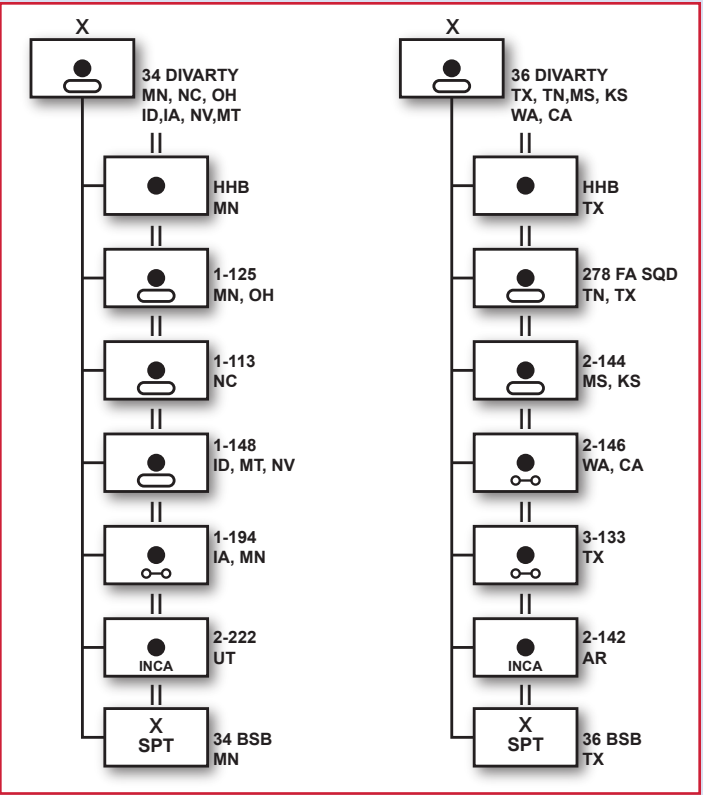 X
34 DIVARTY
MN, NC, OH
ID,IA, NV,MT
HHB
MN
1-125
MN, OH
1-113
NC
1-148
ID, MT, NV
1-194
IA, MN
INCA
2-222
UT
X
SPT
34 BSB
MN
X
36 DIVARTY
TX, TN,MS, KS
WA, CA
HHB
TX
278 FA SQD
TN, TX
2-144
MS, KS
2-146
WA, CA
3-133
TX
INCA
2-142
AR
X
SPT
36 BSB
TX